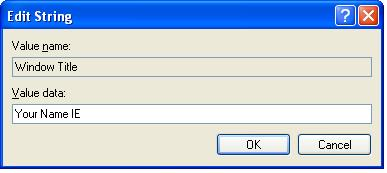 Edit String
Value name:
Window Title
Value data:
Your Name IE
OK Cancel